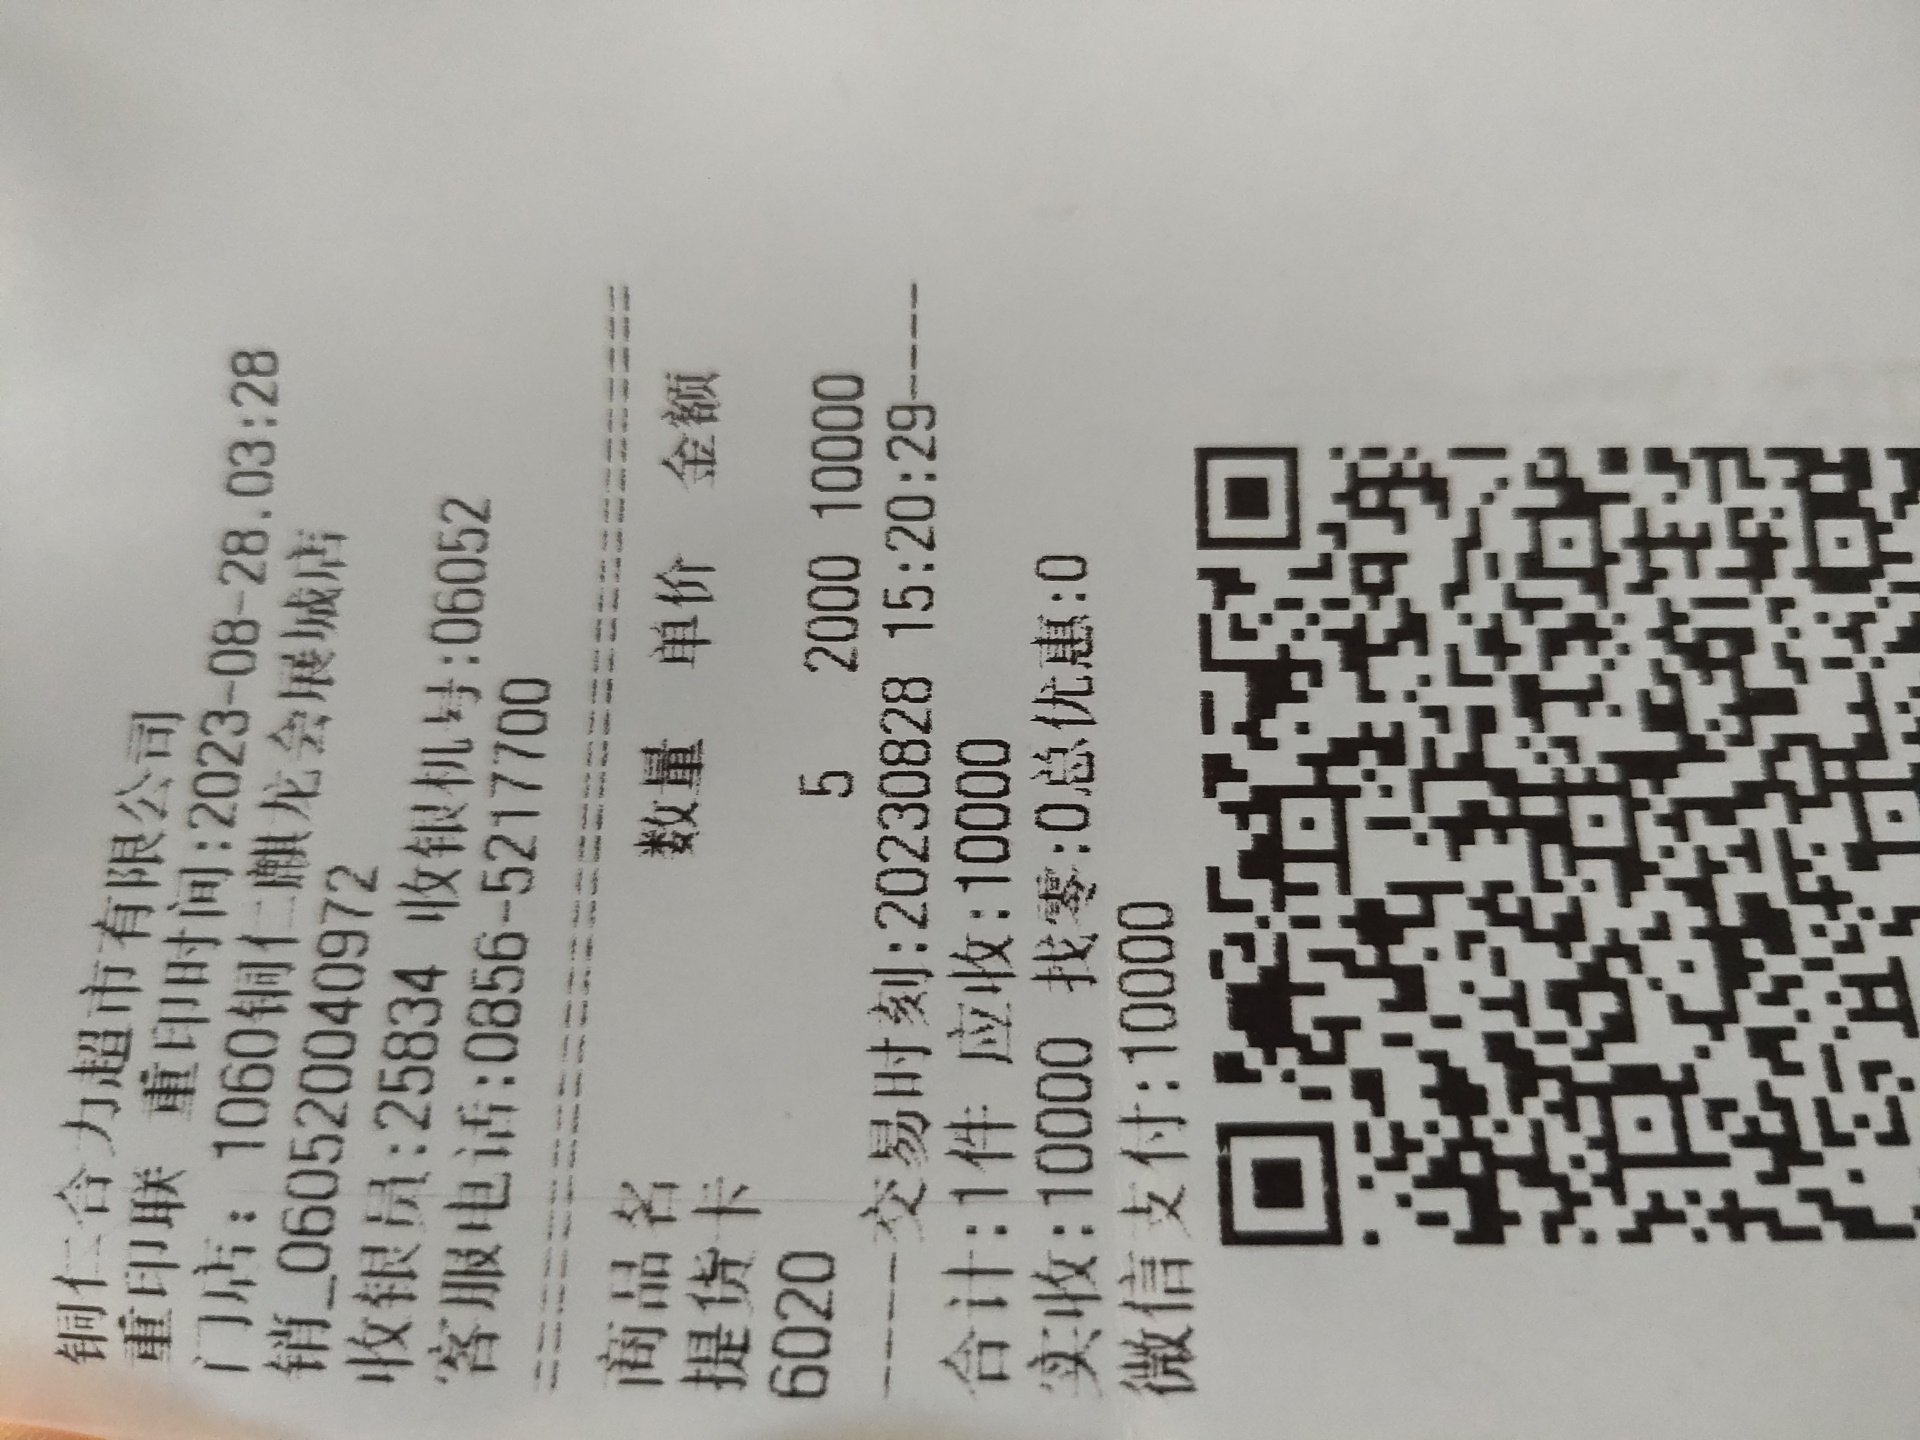 铜仁合力超市有限公司
重印联 重印时间:2023-08-28.03:28
门店: 1060铜仁麒龙会展城店
销_060520040972
收银员:25834 收银机号:06052
客服电话:0856-5217700
================================
商品名 数量 单价 金额
提货卡
6020 5 2000 10000
-----交易时刻:20230828 15:20:29-----
合计:1件 应收:10000
实收:10000 找零:0总优惠:0
微信支付:10000